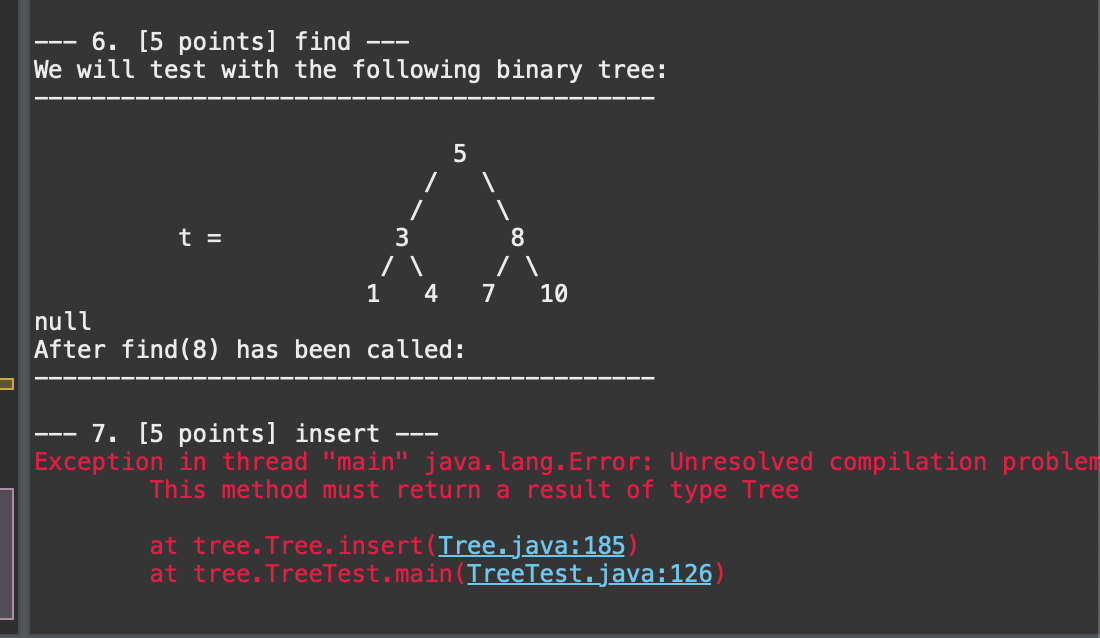 --- 6. [5 points] find ---
We will test with the following binary tree:
-------------------------------------------
5
/ \
/ \
t = 3 8
/ \ / \
1 4 7 10
null
After find(8) has been called:
-------------------------------------------
--- 7. [5 points] insert ---
Exception in thread "main" java.lang.Error: Unresolved compilation problem
This method must return a result of type Tree
at tree.Tree.insert(Tree.java:185)
at tree.TreeTest.main(TreeTest.java:126)